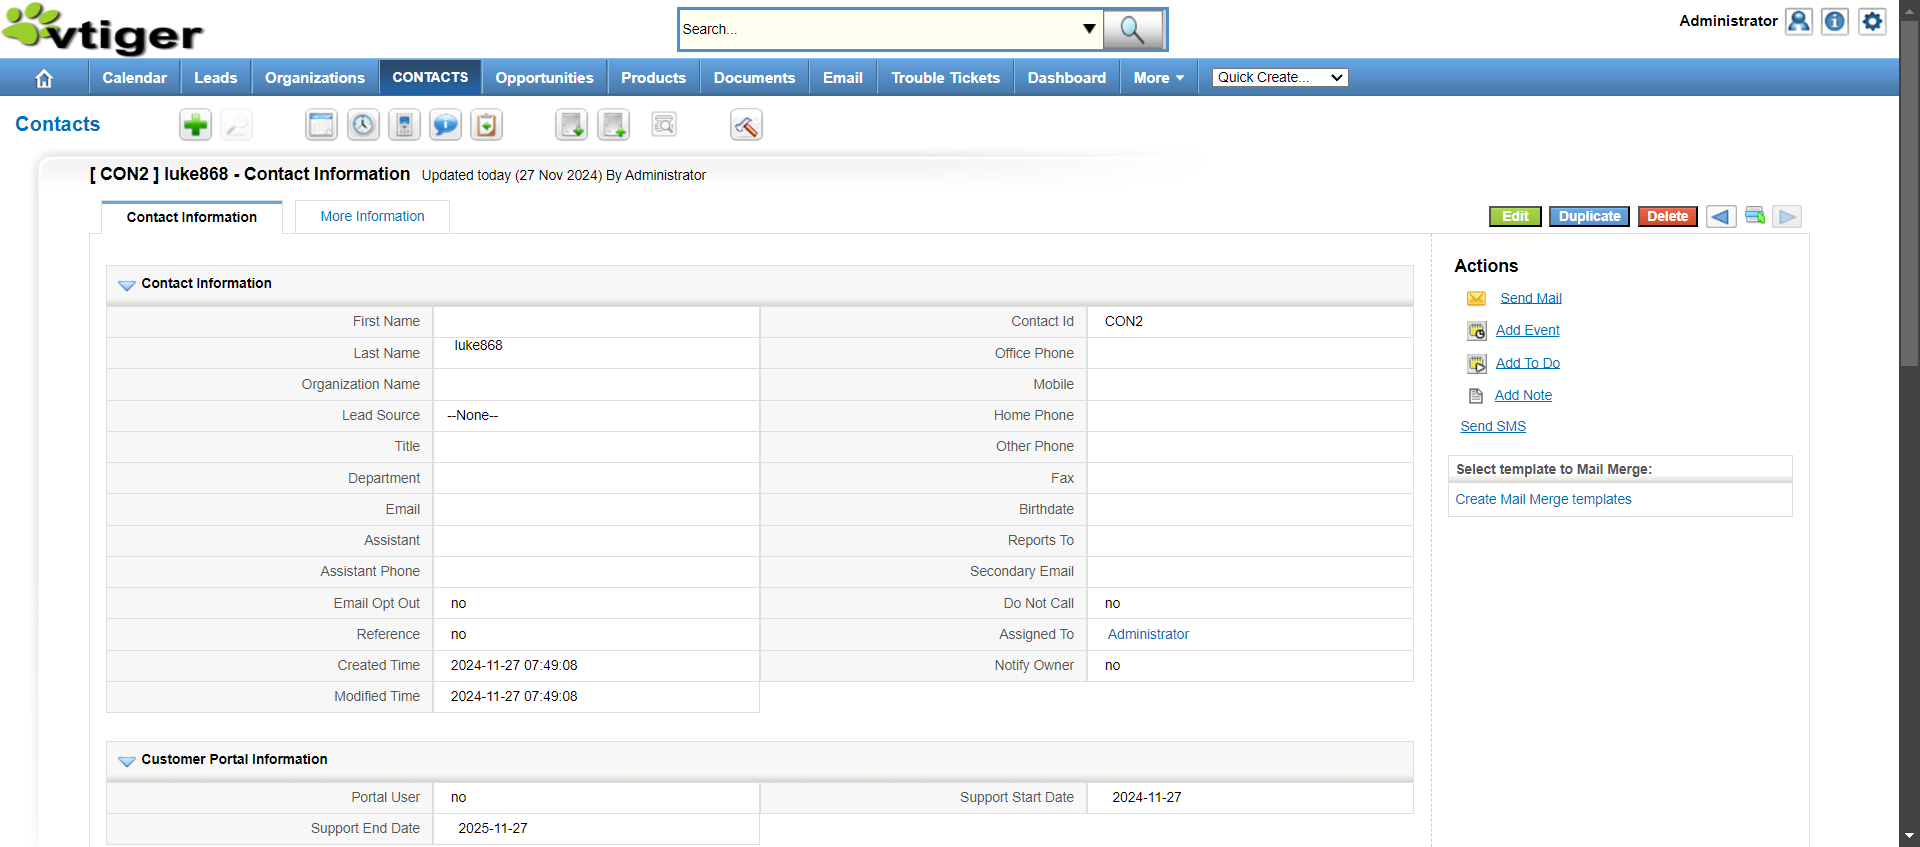 vtiger
Search...
Administrator
Calendar Leads Organizations CONTACTS Opportunities Products Documents Email Trouble Tickets Dashboard More Quick Create...
Contacts
[ CON2 ] luke868 - Contact Information Updated today (27 Nov 2024) By Administrator
Contact Information More Information
Edit Duplicate Delete
Contact Information
First Name Contact Id CON2
Last Name luke868 Office Phone
Organization Name Mobile
Lead Source --None-- Home Phone
Title Other Phone
Department Fax
Email Birthdate
Assistant Reports To
Assistant Phone Secondary Email
Email Opt Out no Do Not Call no
Reference no Assigned To Administrator
Created Time 2024-11-27 07:49:08 Notify Owner no
Modified Time 2024-11-27 07:49:08
Customer Portal Information
Portal User no Support Start Date 2024-11-27
Support End Date 2025-11-27
Actions
Send Mail
Add Event
Add To Do
Add Note
Send SMS
Select template to Mail Merge:
Create Mail Merge templates